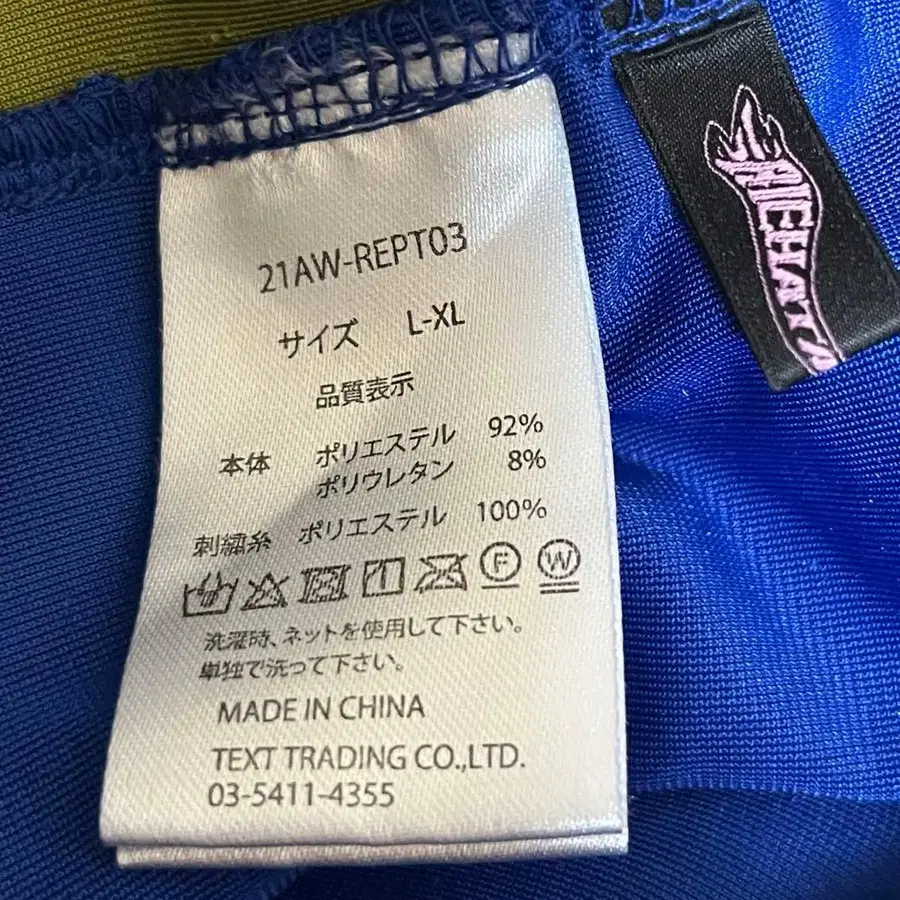 21AW-REPT03
サイズ L-XL
品質表示
本体 ポリエステル 92%
ポリウレタン 8%
刺繍糸 ポリエステル 100%
F W
洗濯時、ネットを使用して下さい。
単独で洗って下さい。
MADE IN CHINA
TEXT TRADING CO.,LTD.
03-5411-4355